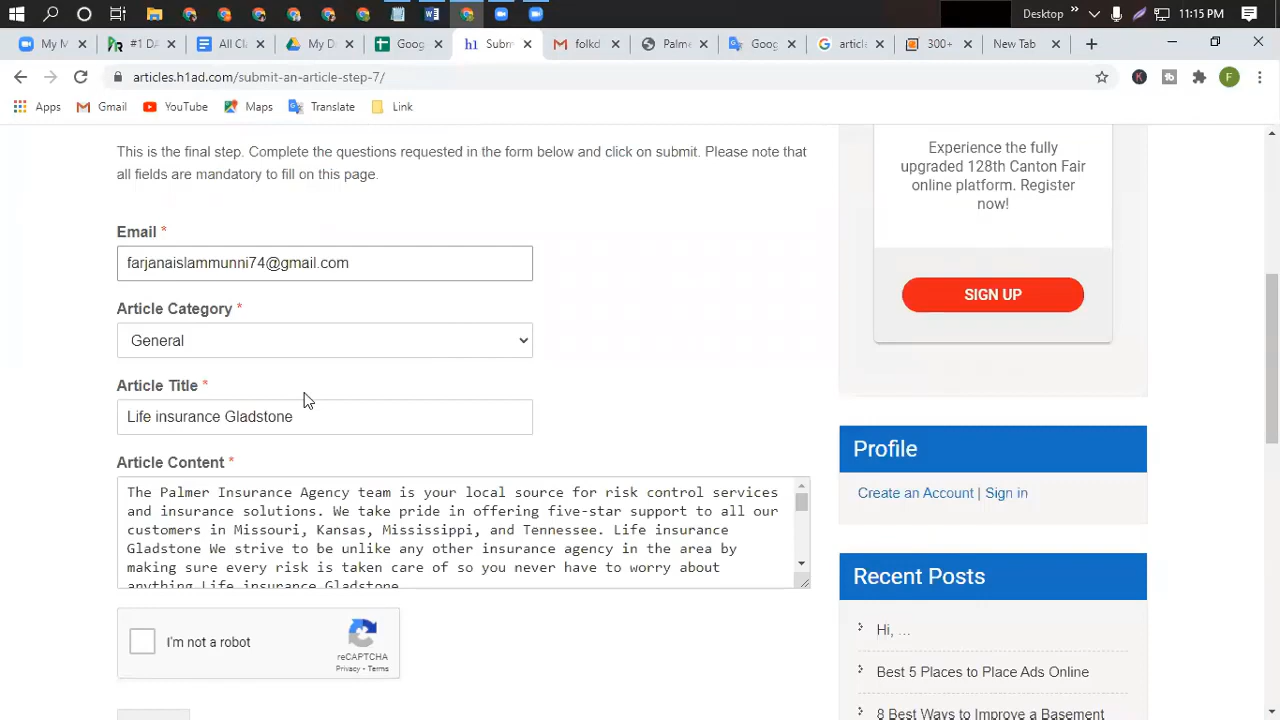 Desktop
11:15 PM
My M
#1 DA
All Cl
My D
Goog
h1 Subm
folkd
Palme
Goog
article
300+
New Tab
articles.h1ad.com/submit-an-article-step-7/
F
Apps
Gmail
YouTube
Maps
Translate
Link
This is the final step. Complete the questions requested in the form below and click on submit. Please note that
all fields are mandatory to fill on this page.
Email *
farjanaislammunni74@gmail.com
Article Category *
General
Article Title *
Life insurance Gladstone
Article Content *
The Palmer Insurance Agency team is your local source for risk control services
and insurance solutions. We take pride in offering five-star support to all our
customers in Missouri, Kansas, Mississippi, and Tennessee. Life insurance
Gladstone We strive to be unlike any other insurance agency in the area by
making sure every risk is taken care of so you never have to worry about
anything Life insurance Gladstone
I'm not a robot
reCAPTCHA
Privacy - Terms
Experience the fully
upgraded 128th Canton Fair
online platform. Register
now!
SIGN UP
Profile
Create an Account | Sign in
Recent Posts
Hi, ...
Best 5 Places to Place Ads Online
8 Best Ways to Improve a Basement